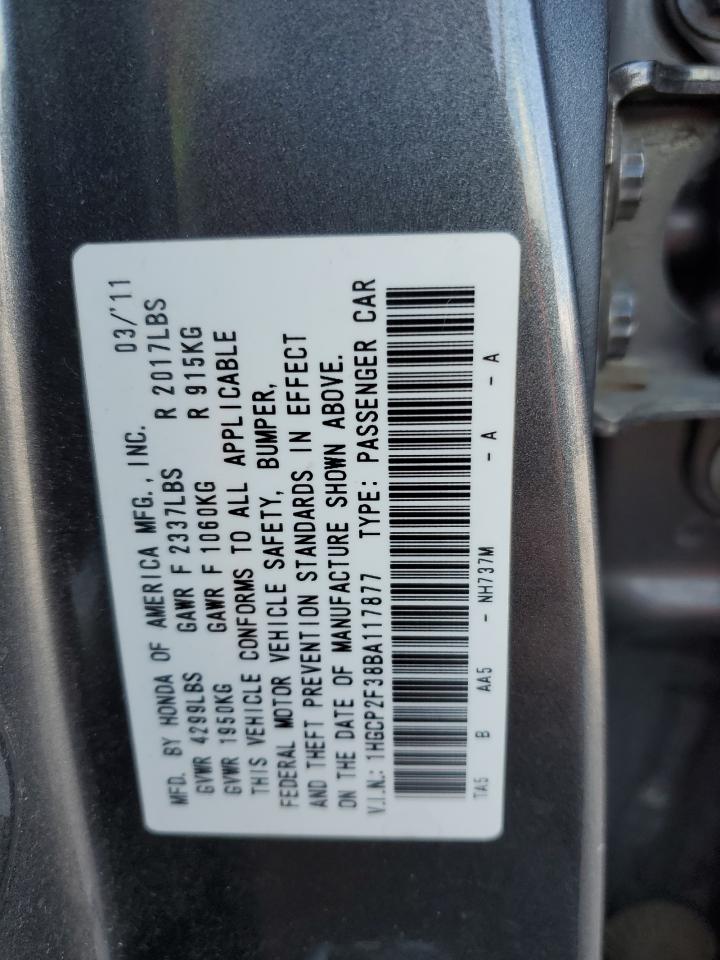 MFD. BY HONDA OF AMERICA MFG., INC. 03/'11
GVWR 4299LBS GAWR F 2337LBS R 2017LBS
GVWR 1950KG GAWR F 1060KG R 915KG
THIS VEHICLE CONFORMS TO ALL APPLICABLE
FEDERAL MOTOR VEHICLE SAFETY, BUMPER,
AND THEFT PREVENTION STANDARDS IN EFFECT
ON THE DATE OF MANUFACTURE SHOWN ABOVE.
V.I.N.: 1HGCP2F38BA117877 TYPE: PASSENGER CAR
TA5 B AA5 - NH737M - A - A